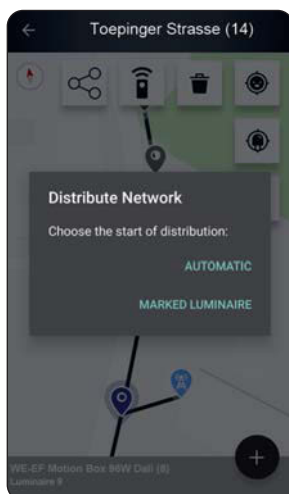 Toepinger Strasse (14)
Distribute Network
Choose the start of distribution:
AUTOMATIC
MARKED LUMINAIRE
WE-EF Motion Box 96W Dali (8)
Luminaire 9